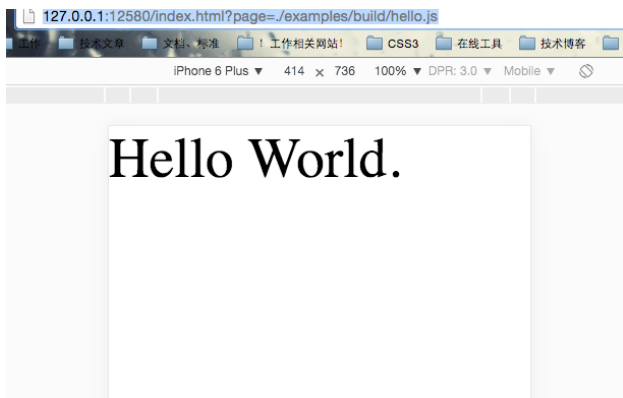 127.0.0.1:12580/index.html?page=./examples/build/hello.js
工作 技术文章 文档、标准 ！工作相关网站！ CSS3 在线工具 技术博客
iPhone 6 Plus ▼ 414 × 736 100% ▼ DPR: 3.0 ▼ Mobile ▼
Hello World.